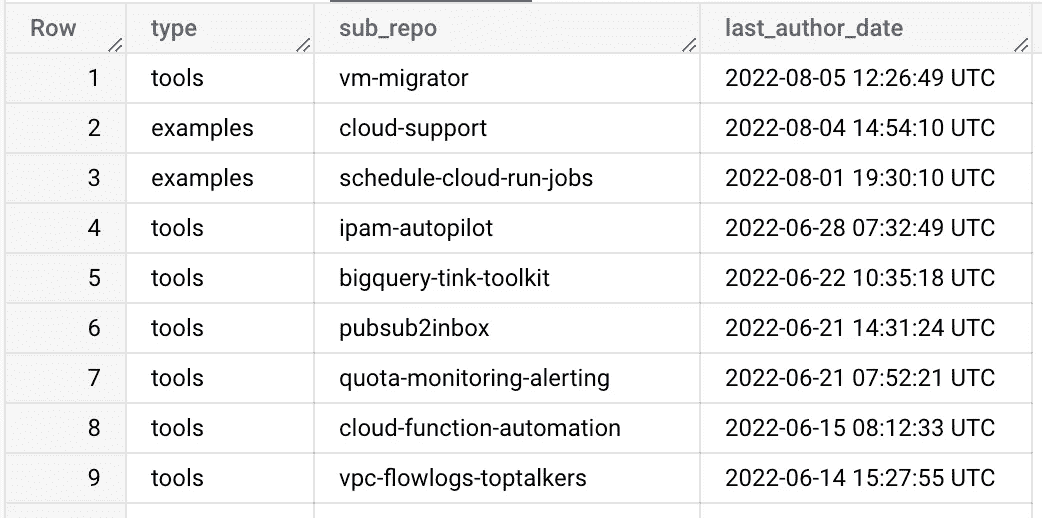 Row type sub_repo last_author_date
1 tools vm-migrator 2022-08-05 12:26:49 UTC
2 examples cloud-support 2022-08-04 14:54:10 UTC
3 examples schedule-cloud-run-jobs 2022-08-01 19:30:10 UTC
4 tools ipam-autopilot 2022-06-28 07:32:49 UTC
5 tools bigquery-tink-toolkit 2022-06-22 10:35:18 UTC
6 tools pubsub2inbox 2022-06-21 14:31:24 UTC
7 tools quota-monitoring-alerting 2022-06-21 07:52:21 UTC
8 tools cloud-function-automation 2022-06-15 08:12:33 UTC
9 tools vpc-flowlogs-toptalkers 2022-06-14 15:27:55 UTC